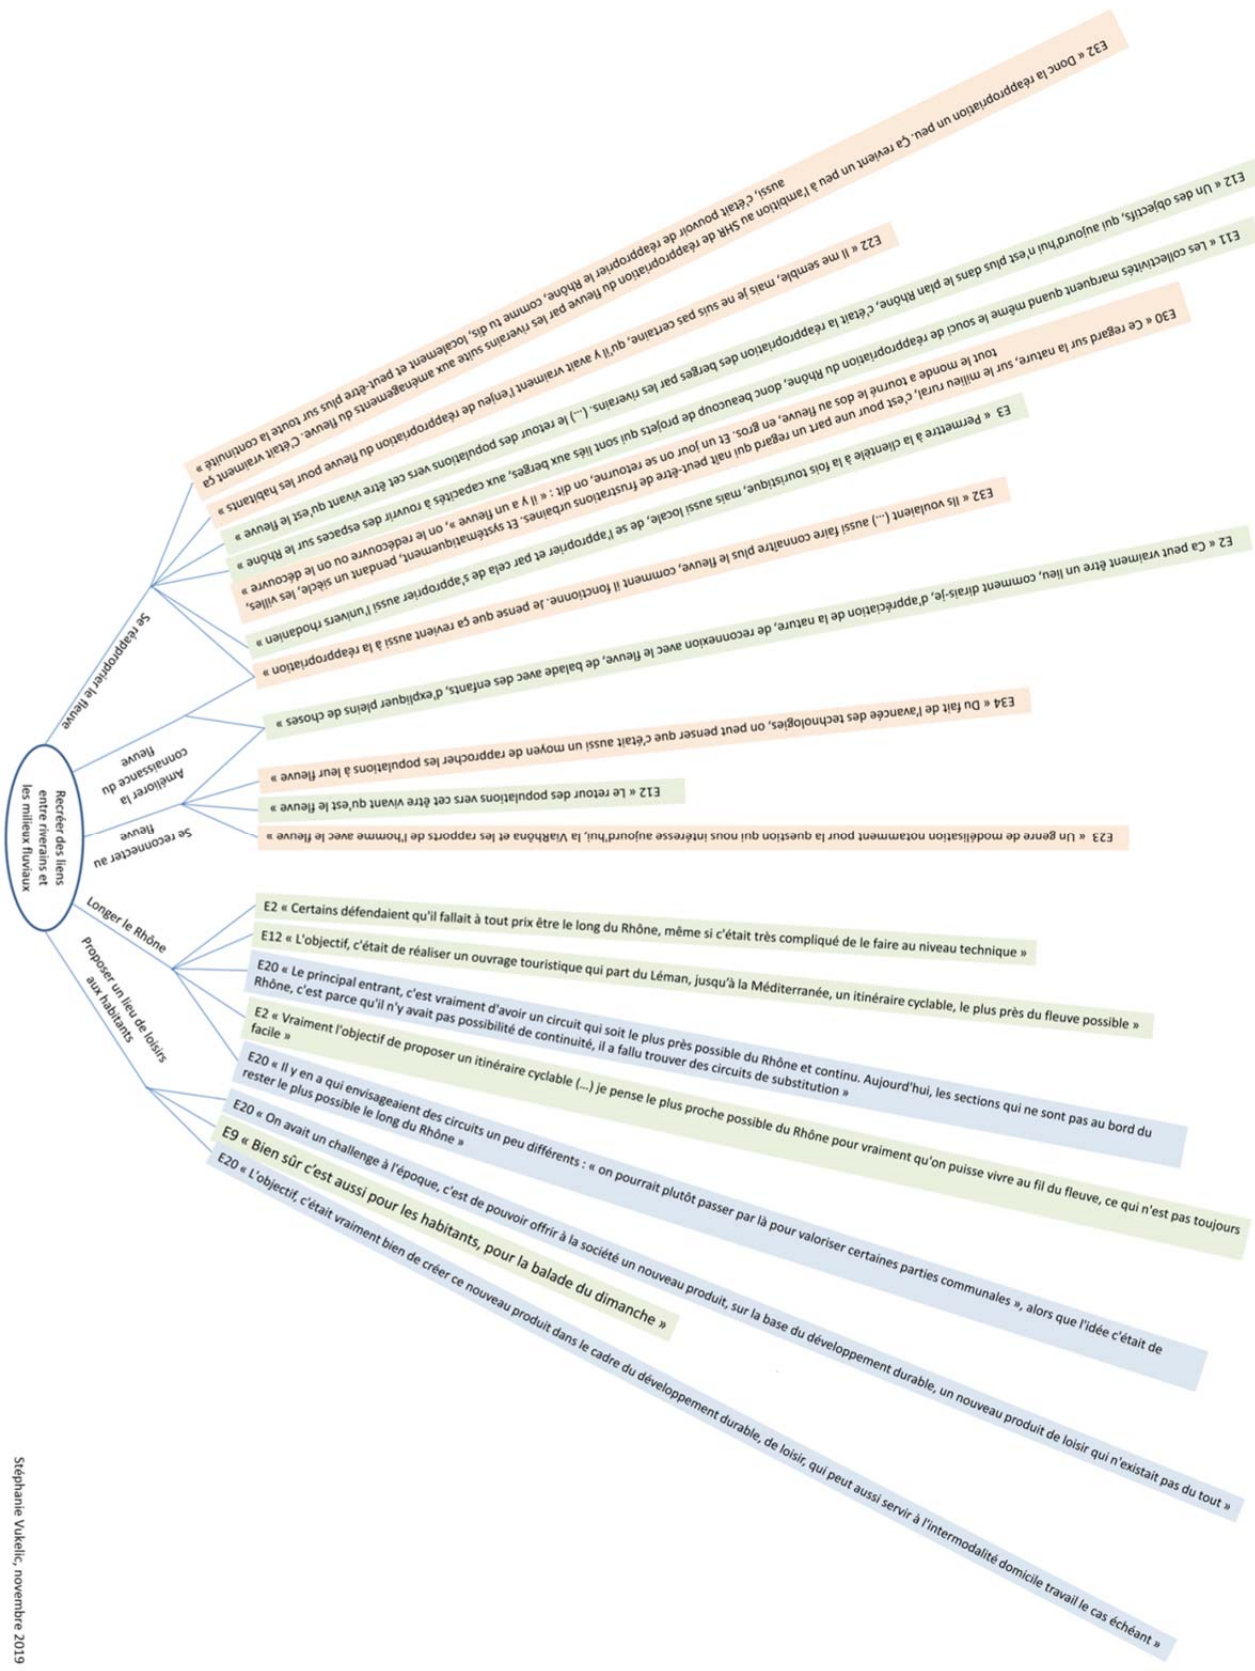 Recréer des liens
entre riverains et
les milieux fluviaux
Se réapproprier le fleuve
E32 « Donc la réappropriation un peu. Ça revient un peu à l'ambition au SHR de réappropriation du fleuve par les riverains suite aux aménagements du fleuve. C'était vraiment ça
aussi, c'était pouvoir de réapproprier le Rhône, comme tu dis, localement et peut-être plus sur toute la continuité »
E22 « Il me semble, mais je ne suis pas certaine, qu'il y avait vraiment l'enjeu de réappropriation du fleuve pour les habitants »
E12 « Un des objectifs, qui aujourd'hui n'est plus dans le plan Rhône, c'était la réappropriation des berges par les riverains. (...) le retour des populations vers cet être vivant qu'est le fleuve »
E11 « Les collectivités marquent quand même le souci de réappropriation du Rhône, donc beaucoup de projets qui sont liés aux berges, aux capacités à rouvrir des espaces sur le Rhône »
E30 « Ce regard sur la nature, sur le milieu rural, c'est pour une part un regard qui naît peut-être de frustrations urbaines. Et systématiquement, pendant un siècle, les villes,
tout le monde a tourné le dos au fleuve, en gros. Et un jour on se retourne, on dit : « il y a un fleuve », on le redécouvre ou on le découvre »
E3 « Permettre à la clientèle à la fois touristique, mais aussi locale, de se l'approprier et par cela de s'approprier aussi l'univers rhodanien »
E32 « Ils voulaient (...) aussi faire connaître plus le fleuve, comment il fonctionne. Je pense que ça revient aussi à la réappropriation »
Améliorer la
connaissance du
fleuve
E2 « Ca peut vraiment être un lieu, comment dirais-je, d'appréciation de la nature, de reconnexion avec le fleuve, de balade avec des enfants, d'expliquer pleins de choses »
Se reconnecter au
fleuve
E34 « Du fait de l'avancée des technologies, on peut penser que c'était aussi un moyen de rapprocher les populations à leur fleuve »
E12 « Le retour des populations vers cet être vivant qu'est le fleuve »
E23 « Un genre de modélisation notamment pour la question qui nous intéresse aujourd'hui, la ViaRhôna et les rapports de l'homme avec le fleuve »
Longer le Rhône
E2 « Certains défendaient qu'il fallait à tout prix être le long du Rhône, même si c'était très compliqué de le faire au niveau technique »
E12 « L'objectif, c'était de réaliser un ouvrage touristique qui part du Léman, jusqu'à la Méditerranée, un itinéraire cyclable, le plus près du fleuve possible »
E20 « Le principal entrant, c'est vraiment d'avoir un circuit qui soit le plus près possible du Rhône et continu. Aujourd'hui, les sections qui ne sont pas au bord du
Rhône, c'est parce qu'il n'y avait pas possibilité de continuité, il a fallu trouver des circuits de substitution »
E2 « Vraiment l'objectif de proposer un itinéraire cyclable (...) je pense le plus proche possible du Rhône pour vraiment qu'on puisse vivre au fil du fleuve, ce qui n'est pas toujours
facile »
E20 « Il y en a qui envisageaient des circuits un peu différents : « on pourrait plutôt passer par là pour valoriser certaines parties communales », alors que l'idée c'était de
rester le plus possible le long du Rhône »
Proposer un lieu de loisirs
aux habitants
E20 « On avait un challenge à l'époque, c'est de pouvoir offrir à la société un nouveau produit, sur la base du développement durable, un nouveau produit de loisir qui n'existait pas du tout »
E9 « Bien sûr c'est aussi pour les habitants, pour la balade du dimanche »
E20 « L'objectif, c'était vraiment bien de créer ce nouveau produit dans le cadre du développement durable, de loisir, qui peut aussi servir à l'intermodalité domicile travail le cas échéant »
Stéphanie Vukelic, novembre 2019